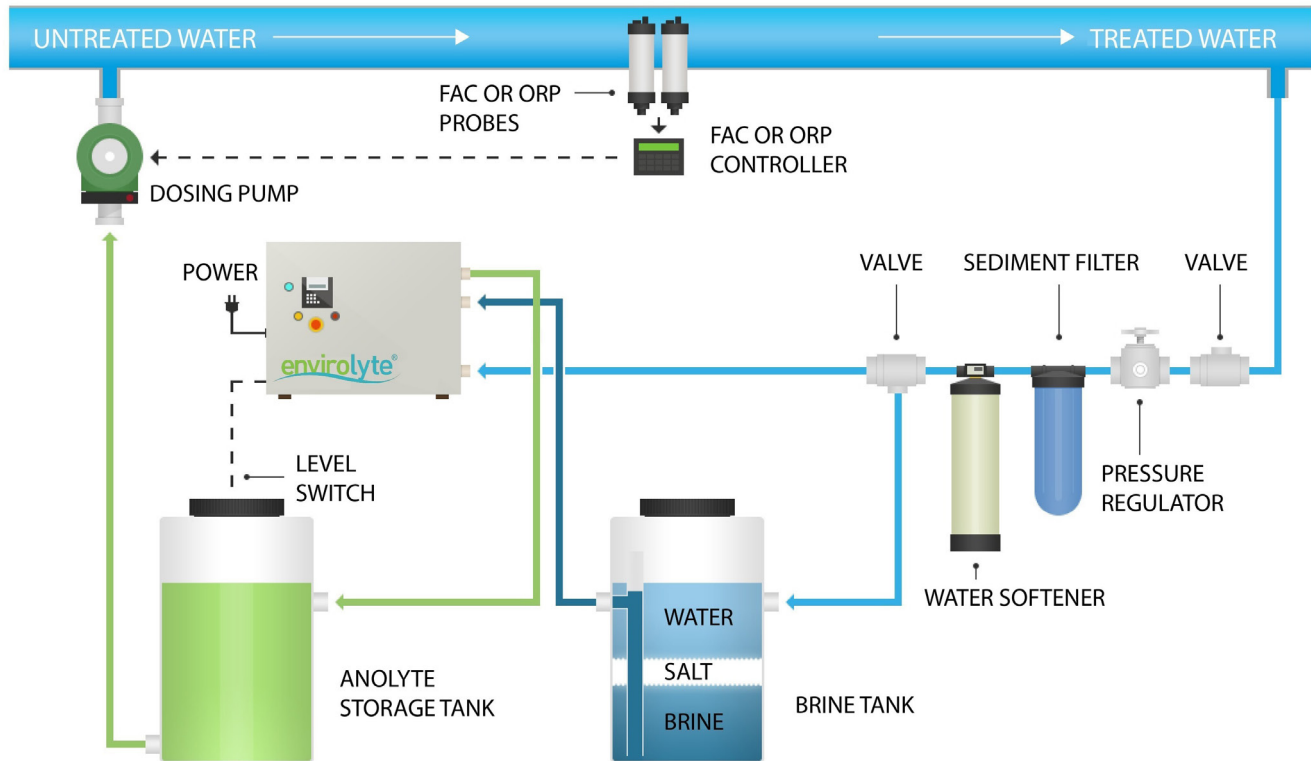 UNTREATED WATER
TREATED WATER
FAC OR ORP
PROBES
FAC OR ORP
CONTROLLER
DOSING PUMP
POWER
VALVE
SEDIMENT FILTER
VALVE
envirolyte®
LEVEL
SWITCH
PRESSURE
REGULATOR
WATER SOFTENER
WATER
SALT
BRINE
ANOLYTE
STORAGE TANK
BRINE TANK